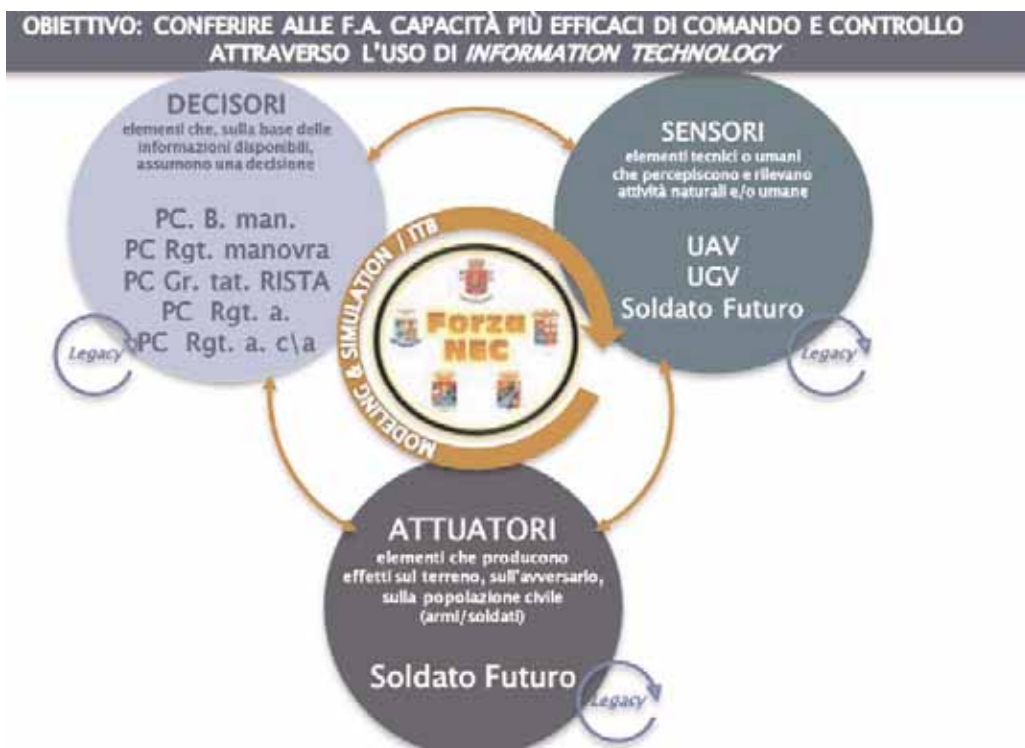 OBIETTIVO: CONFERIRE ALLE F.A. CAPACITÀ PIÙ EFFICACI DI COMANDO E CONTROLLO
ATTRAVERSO L'USO DI INFORMATION TECHNOLOGY
DECISORI
elementi che, sulla base delle
informazioni disponibili,
assumono una decisione
PC. B. man.
PC Rgt. manovra
PC Gr. tat. RISTA
PC Rgt. a.
PC Rgt. a. c\a
Legacy
SENSORI
elementi tecnici o umani
che percepiscono e rilevano
attività naturali e/o umane
UAV
UGV
Soldato Futuro
Legacy
MODELING & SIMULATION / ITB
Forza
NEC
ATTUATORI
elementi che producono
effetti sul terreno, sull'avversario,
sulla popolazione civile
(armi/soldati)
Soldato Futuro
Legacy